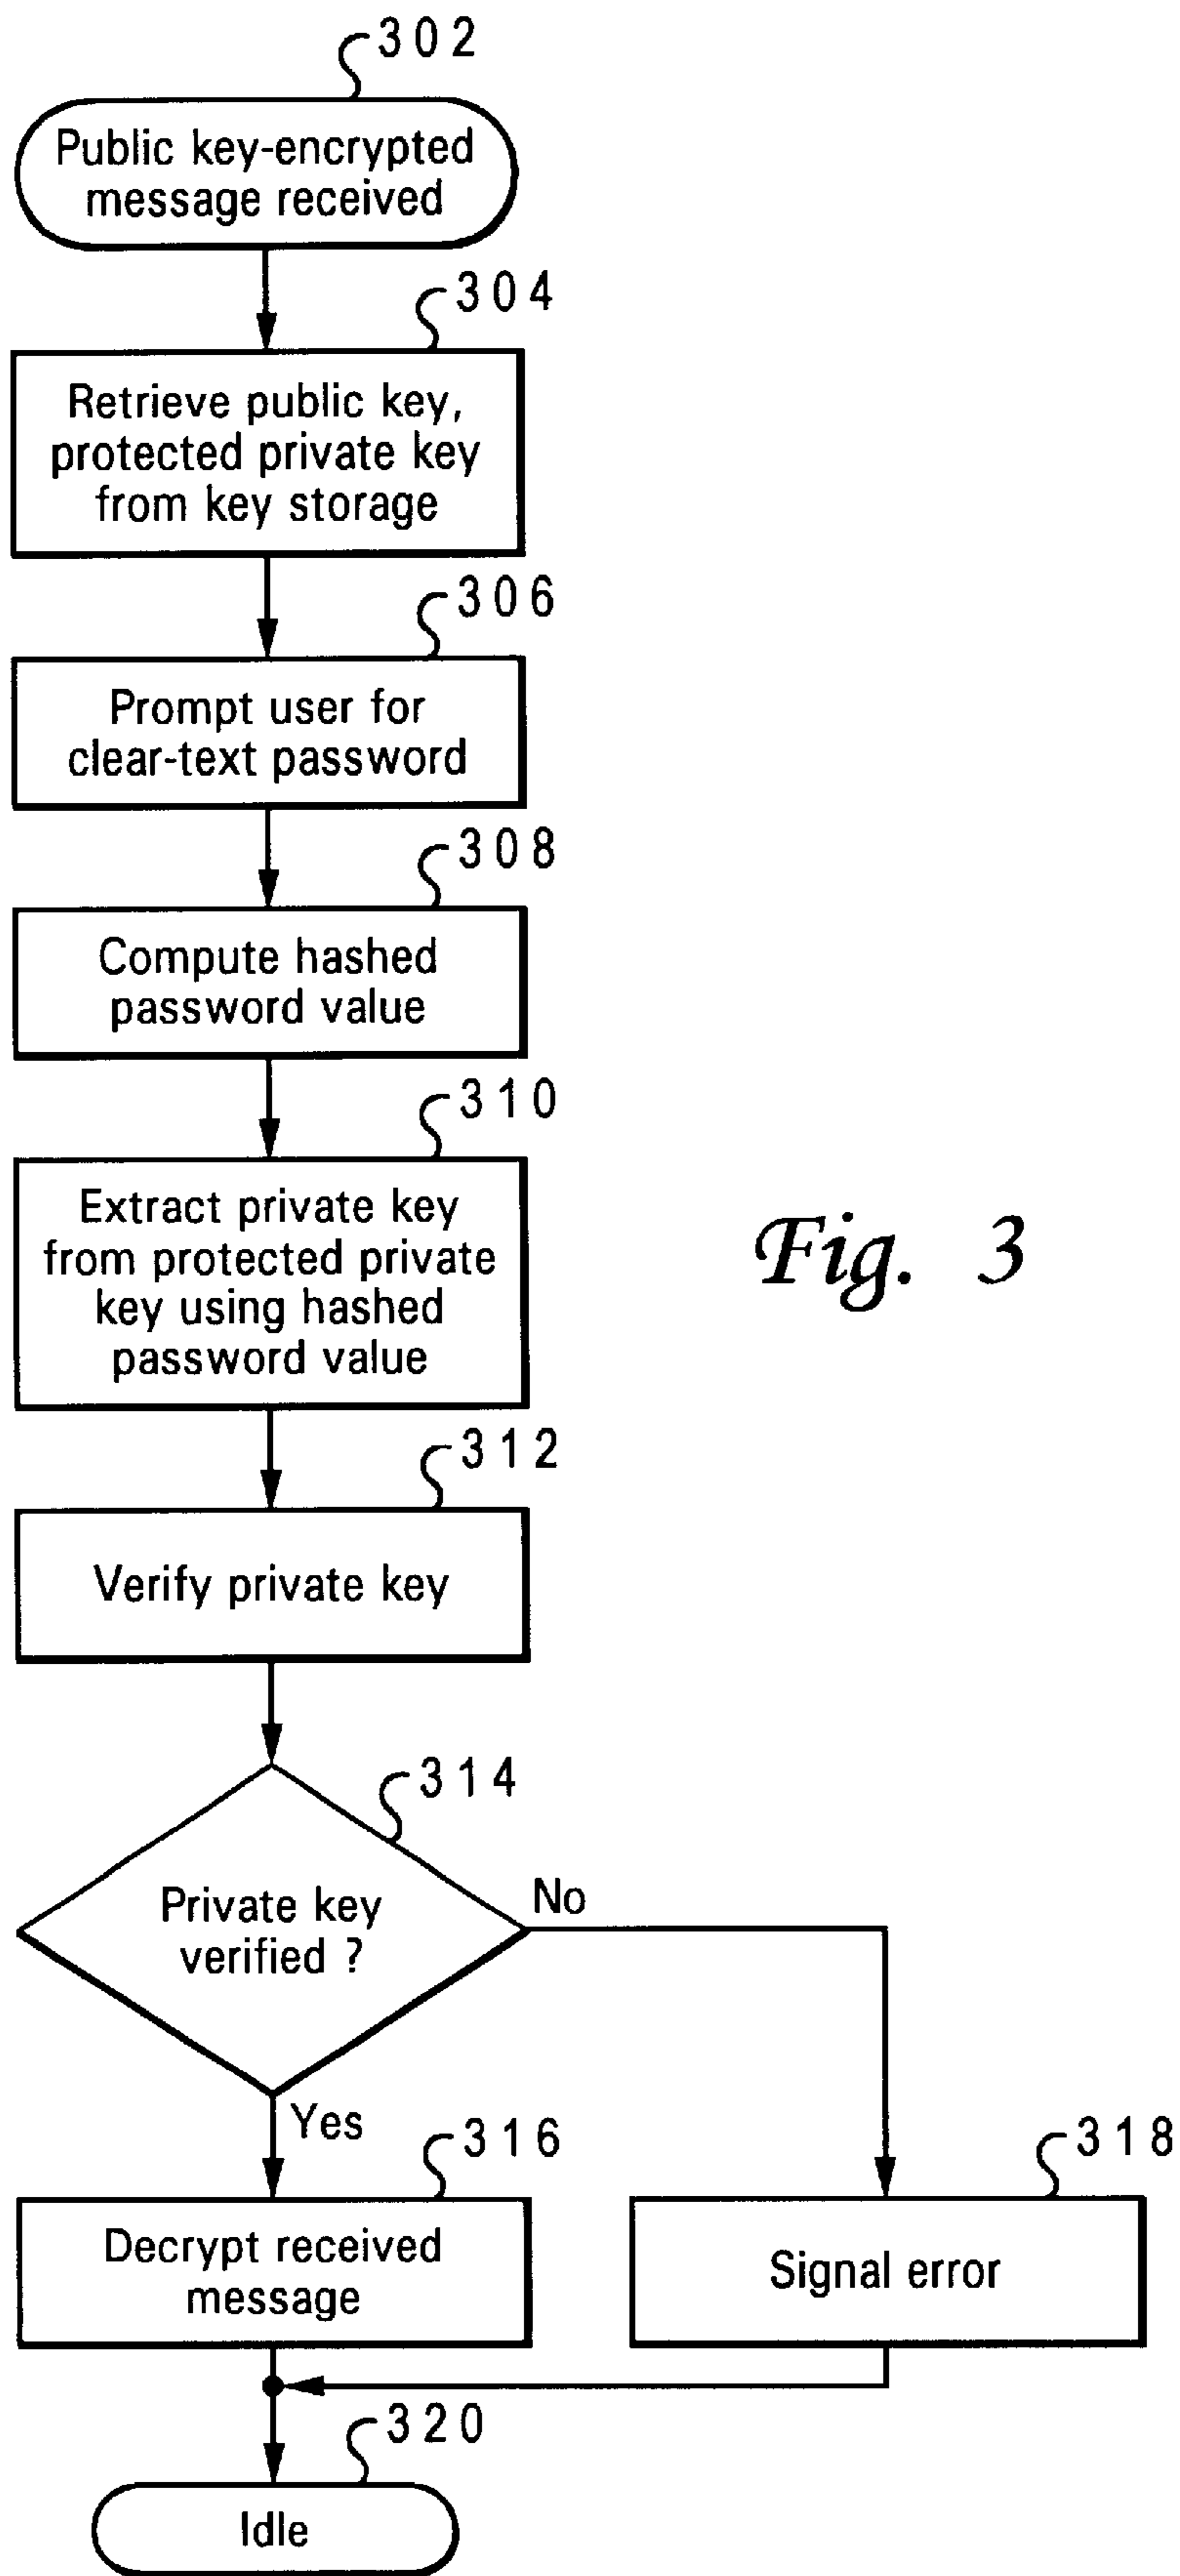 302
Public key-encrypted
message received
304
Retrieve public key,
protected private key
from key storage
306
Prompt user for
clear-text password
308
Compute hashed
password value
310
Extract private key
from protected private
key using hashed
password value
Fig. 3
312
Verify private key
314
Private key
verified ?
No
Yes
316
Decrypt received
message
318
Signal error
320
Idle